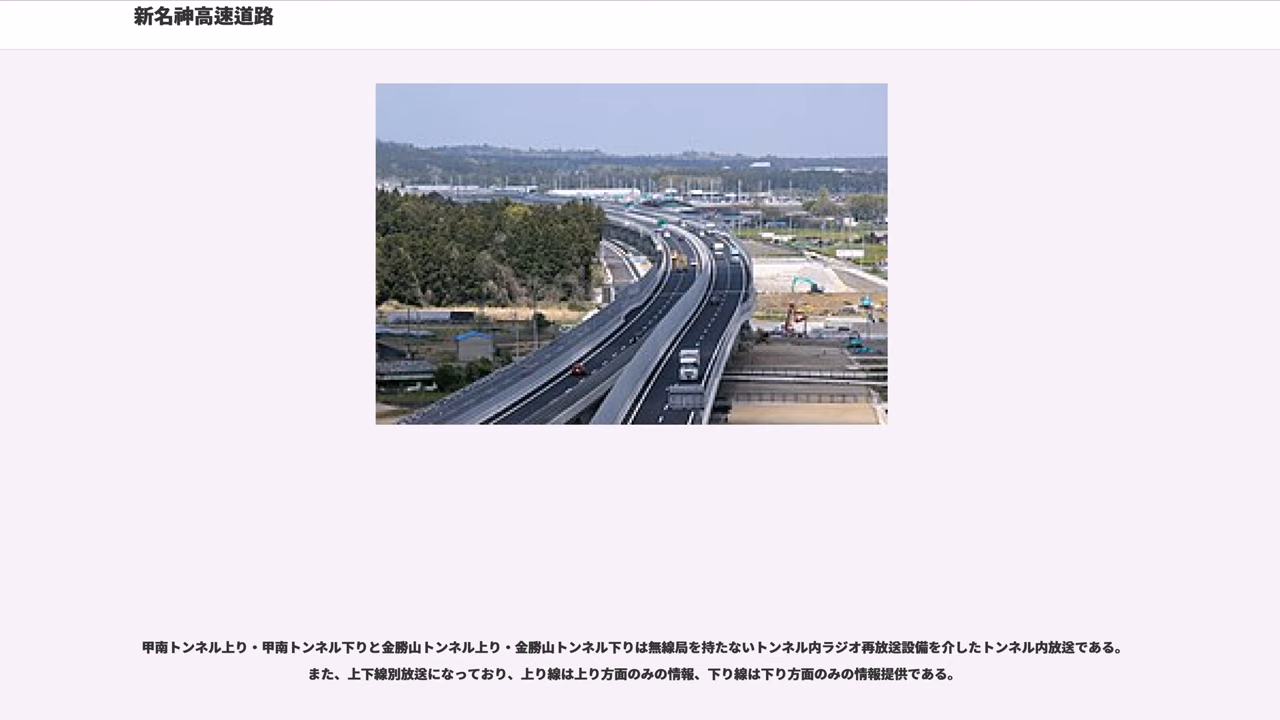 新名神高速道路
甲南トンネル上り・甲南トンネル下りと金勝山トンネル上り・金勝山トンネル下りは無線局を持たないトンネル内ラジオ再放送設備を介したトンネル内放送である。
また、上下線別放送になっており、上り線は上り方面のみの情報、下り線は下り方面のみの情報提供である。